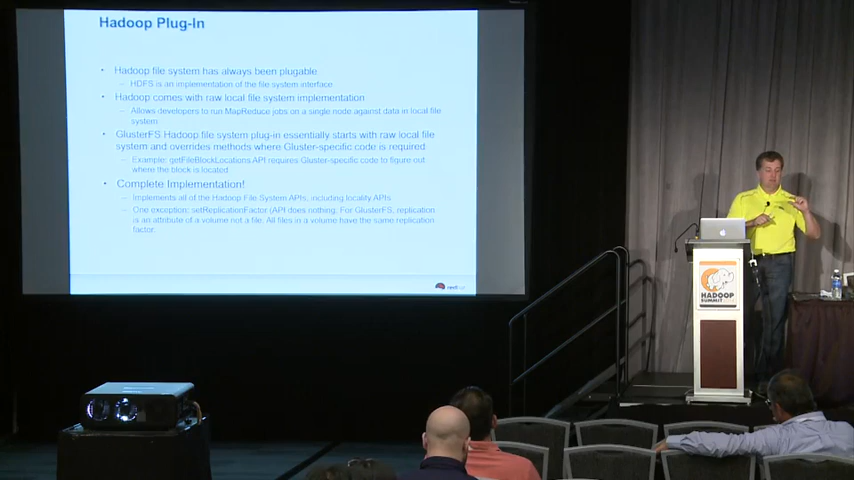 Hadoop Plug-In
• Hadoop file system has always been plugable
– HDFS is an implementation of the file system interface
• Hadoop comes with raw local file system implementation
– Allows developers to run MapReduce jobs on a single node against data in local file
system
• GlusterFS Hadoop file system plug-in essentially starts with raw local file
system and overrides methods where Gluster-specific code is required.
– Example: getFileBlockLocations API requires Gluster-specific code to figure out
where the block is located
• Complete Implementation!
– Implements all of the Hadoop File System APIs, including locality APIs
– One exception: setReplicationFactor (API does nothing. For GlusterFS, replication
is an attribute of a volume not a file. All files in a volume have the same replication
factor.
redhat
HADOOP
SUMMIT